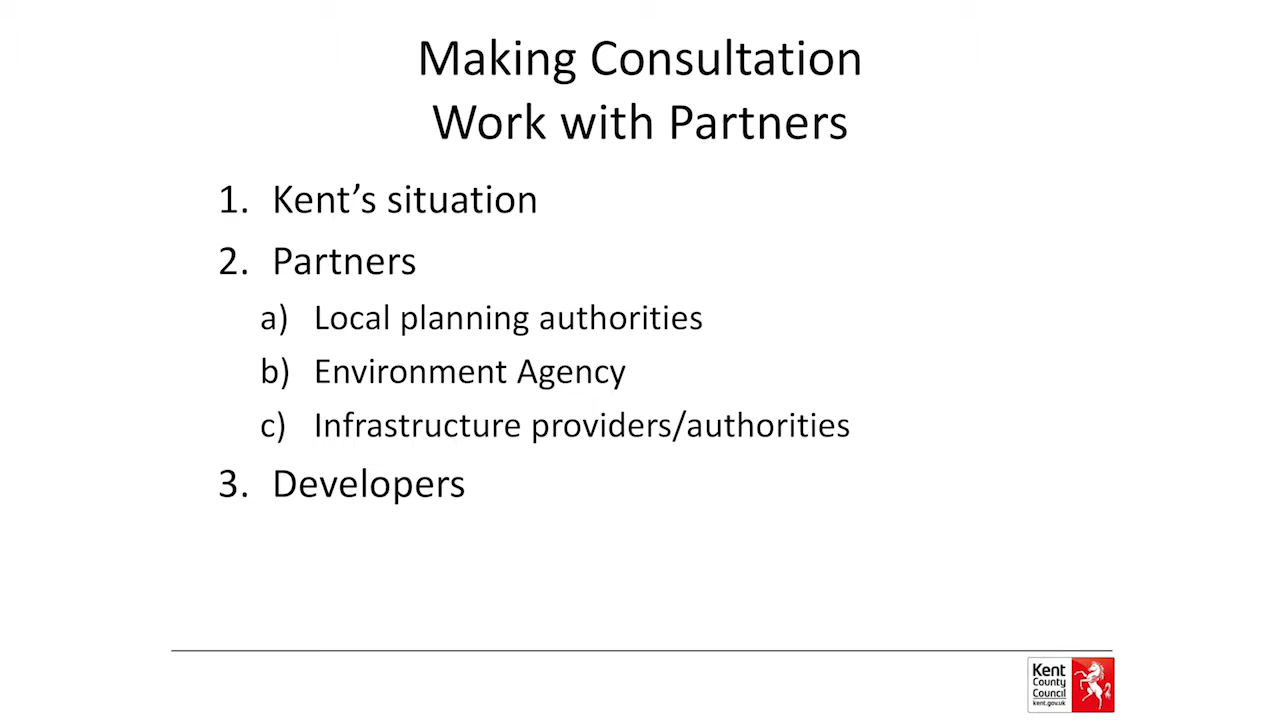 Making Consultation
Work with Partners
1. Kent’s situation
2. Partners
a) Local planning authorities
b) Environment Agency
c) Infrastructure providers/authorities
3. Developers
Kent
County
Council
kent.gov.uk